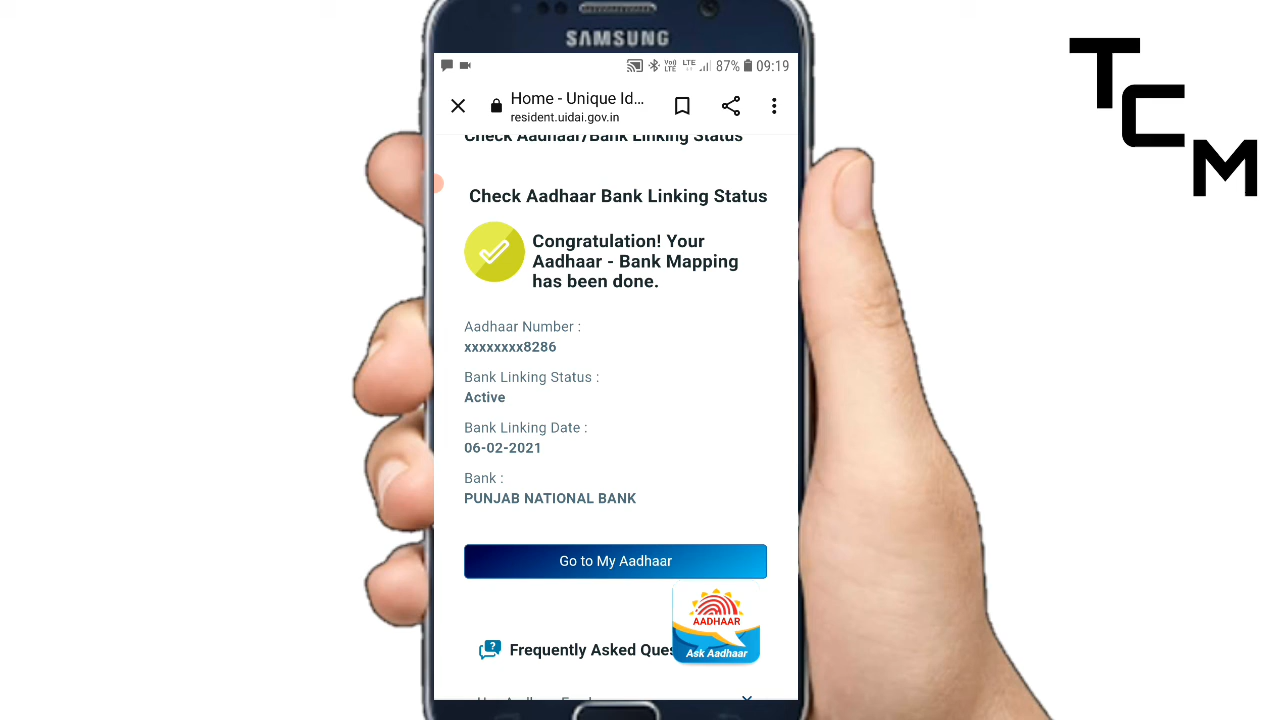 SAMSUNG
T
C
M
Vo)
LTE
LTE
87%
09:19
Home - Unique Id...
resident.uidai.gov.in
Check Aadhaar/Bank Linking Status
Check Aadhaar Bank Linking Status
Congratulation! Your
Aadhaar - Bank Mapping
has been done.
Aadhaar Number :
xxxxxxxx8286
Bank Linking Status :
Active
Bank Linking Date :
06-02-2021
Bank :
PUNJAB NATIONAL BANK
Go to My Aadhaar
AADHAAR
Ask Aadhaar
Frequently Asked Ques